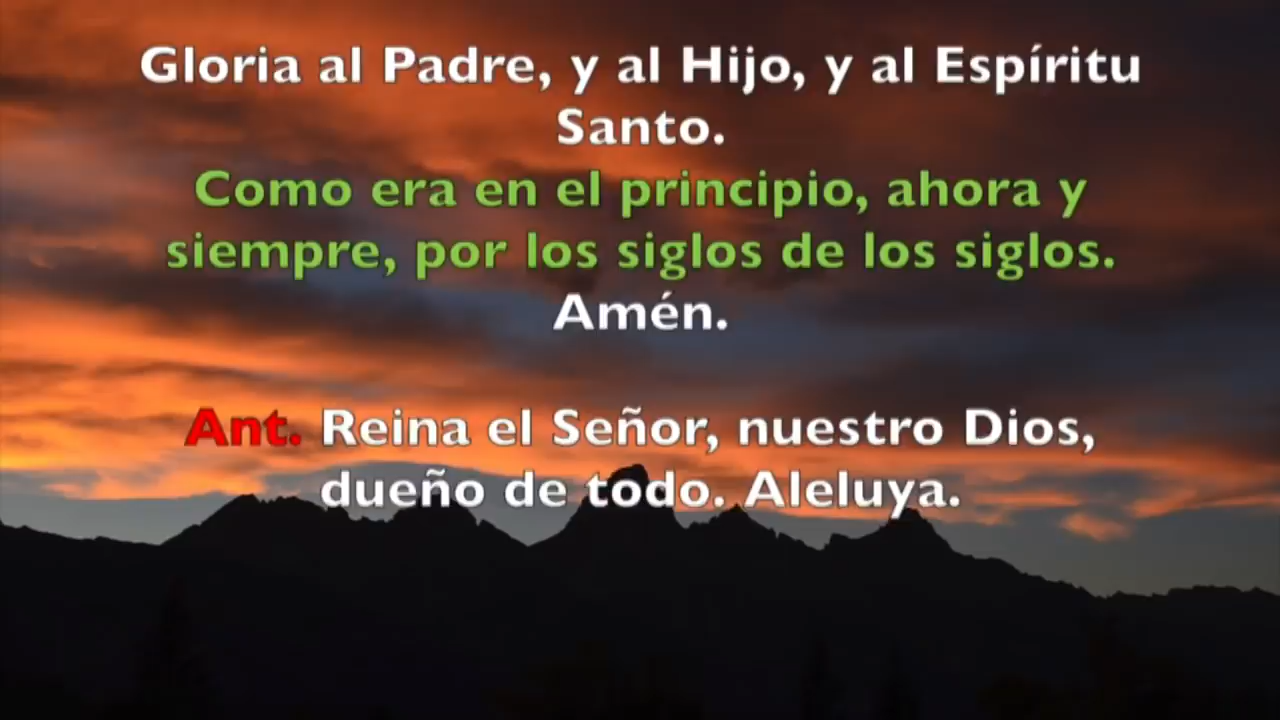 Gloria al Padre, y al Hijo, y al Espíritu
Santo.
Como era en el principio, ahora y
siempre, por los siglos de los siglos.
Amén.
Ant. Reina el Señor, nuestro Dios,
dueño de todo. Aleluya.